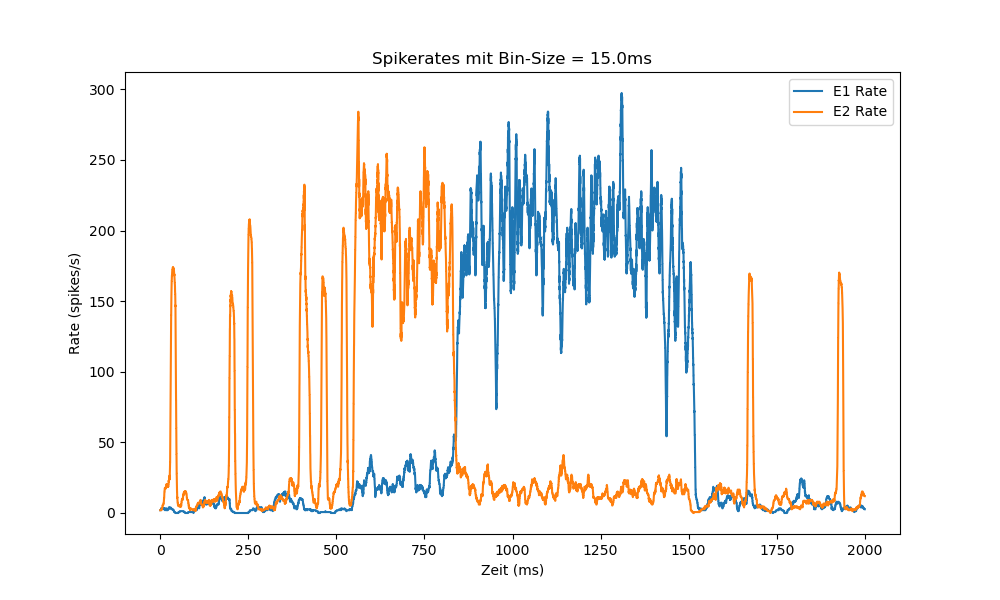 Spikerates mit Bin-Size = 15.0ms
E1 Rate
E2 Rate
300
250
200
150
100
50
0
Rate (spikes/s)
0 250 500 750 1000 1250 1500 1750 2000
Zeit (ms)